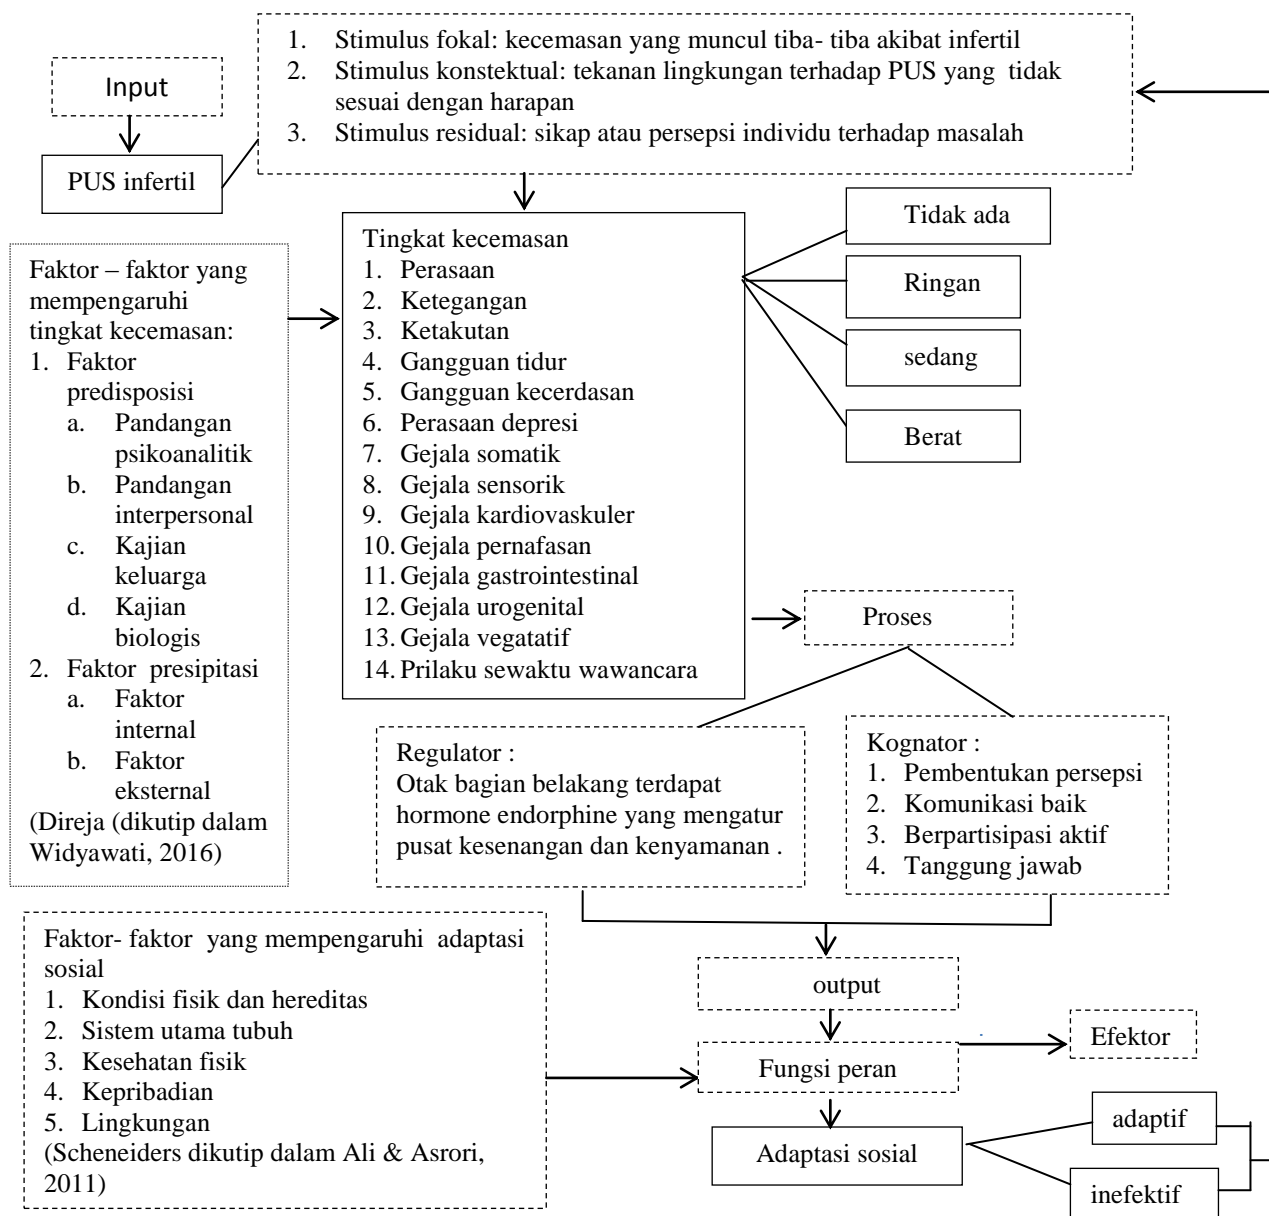 1. Stimulus fokal: kecemasan yang muncul tiba- tiba akibat infertil
2. Stimulus konstektual: tekanan lingkungan terhadap PUS yang tidak
sesuai dengan harapan
3. Stimulus residual: sikap atau persepsi individu terhadap masalah
Input
PUS infertil
Faktor – faktor yang
mempengaruhi
tingkat kecemasan:
1. Faktor
predisposisi
a. Pandangan
psikoanalitik
b. Pandangan
interpersonal
c. Kajian
keluarga
d. Kajian
biologis
2. Faktor presipitasi
a. Faktor
internal
b. Faktor
eksternal
(Direja (dikutip dalam
Widyawati, 2016)
Tingkat kecemasan
1. Perasaan
2. Ketegangan
3. Ketakutan
4. Gangguan tidur
5. Gangguan kecerdasan
6. Perasaan depresi
7. Gejala somatik
8. Gejala sensorik
9. Gejala kardiovaskuler
10. Gejala pernafasan
11. Gejala gastrointestinal
12. Gejala urogenital
13. Gejala vegatatif
14. Prilaku sewaktu wawancara
Tidak ada
Ringan
sedang
Berat
Proses
Regulator :
Otak bagian belakang terdapat
hormone endorphine yang mengatur
pusat kesenangan dan kenyamanan .
Kognator :
1. Pembentukan persepsi
2. Komunikasi baik
3. Berpartisipasi aktif
4. Tanggung jawab
Faktor- faktor yang mempengaruhi adaptasi
sosial
1. Kondisi fisik dan hereditas
2. Sistem utama tubuh
3. Kesehatan fisik
4. Kepribadian
5. Lingkungan
(Scheneiders dikutip dalam Ali & Asrori,
2011)
output
Fungsi peran
Efektor
Adaptasi sosial
adaptif
inefektif